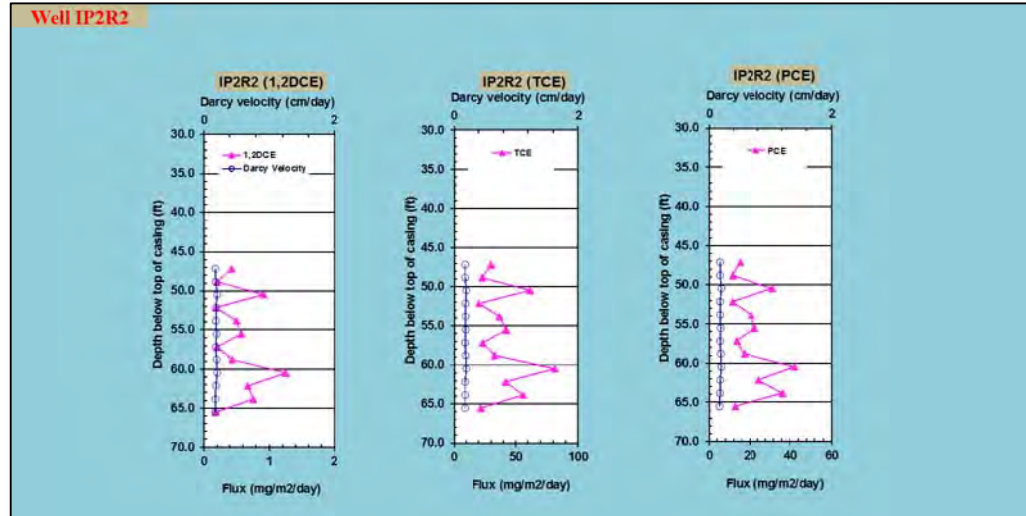 Well IP2R2
IP2R2 (1,2DCE)
Darcy velocity (cm/day)
0 2
30.0
35.0
40.0
45.0
50.0
55.0
60.0
65.0
70.0
Depth below top of casing (ft)
1,2DCE
Darcy Velocity
0 1 2
Flux (mg/m2/day)
IP2R2 (TCE)
Darcy velocity (cm/day)
0 2
30.0
35.0
40.0
45.0
50.0
55.0
60.0
65.0
70.0
Depth below top of casing (ft)
TCE
0 50 100
Flux (mg/m2/day)
IP2R2 (PCE)
Darcy velocity (cm/day)
0 2
30.0
35.0
40.0
45.0
50.0
55.0
60.0
65.0
70.0
Depth below top of casing (ft)
PCE
0 20 40 60
Flux (mg/m2/day)